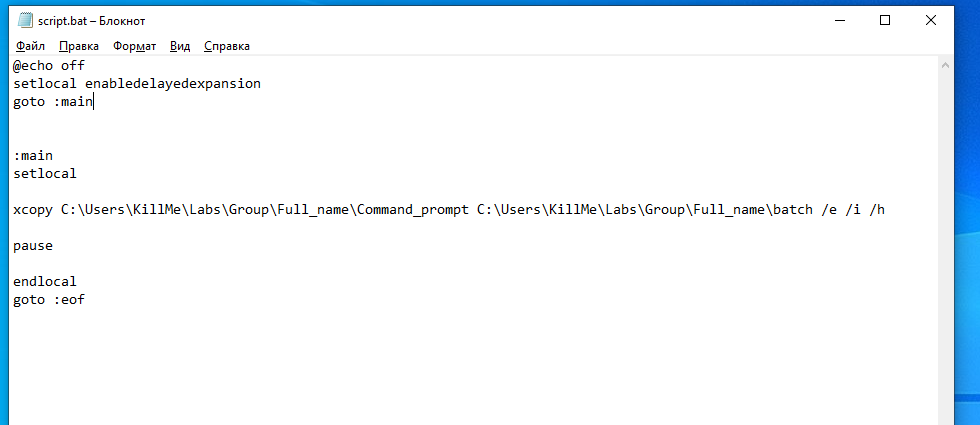 script.bat – Блокнот
Файл Правка Формат Вид Справка
@echo off
setlocal enabledelayedexpansion
goto :main
:main
setlocal
xcopy C:\Users\KillMe\Labs\Group\Full_name\Command_prompt C:\Users\KillMe\Labs\Group\Full_name\batch /e /i /h
pause
endlocal
goto :eof